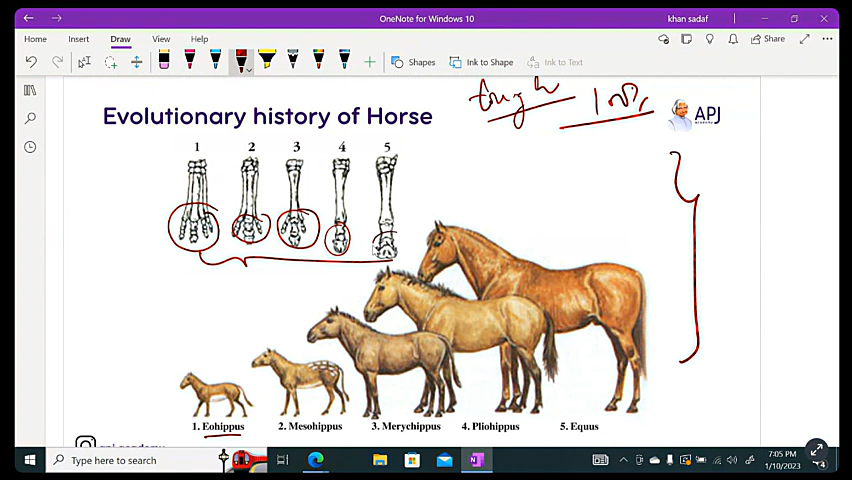 OneNote for Windows 10
khan sadaf
Home Insert Draw View Help
Share
Shapes Ink to Shape Ink to Text
tough
Evolutionary history of Horse
APJ
1 2 3 4 5
1. Eohippus 2. Mesohippus 3. Merychippus 4. Pliohippus 5. Equus
Type here to search
7:05 PM
1/10/2023
4